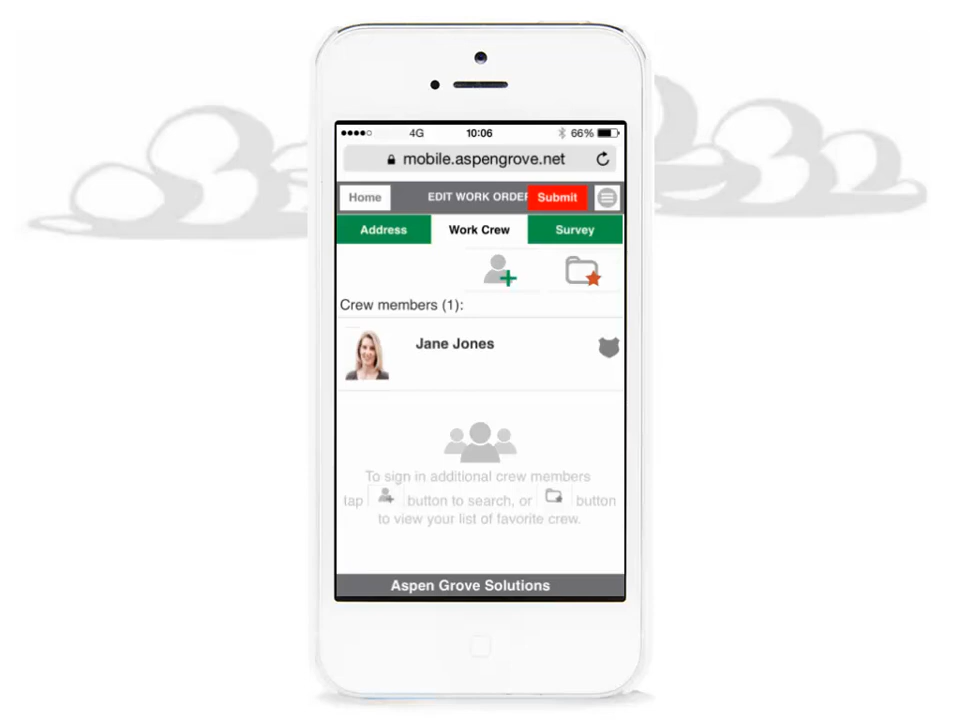 4G 10:06 66%
mobile.aspengrove.net
Home EDIT WORK ORDER Submit
Address Work Crew Survey
Crew members (1):
Jane Jones
To sign in additional crew members
tap button to search, or button
to view your list of favorite crew.
Aspen Grove Solutions